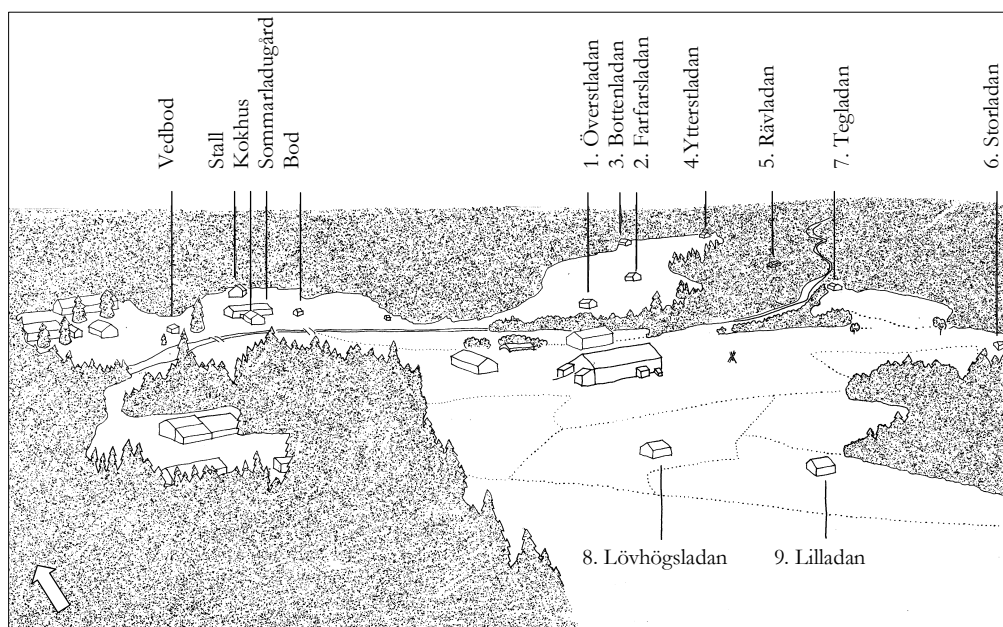 Vedbod
Stall
Kokhus
Sommarladugård
Bod
1. Överstladan
3. Bottenladan
2. Farfarsladan
4.Ytterstladan
5. Rävladan
7. Tegladan
6. Storladan
8. Lövhögsladan
9. Lilladan